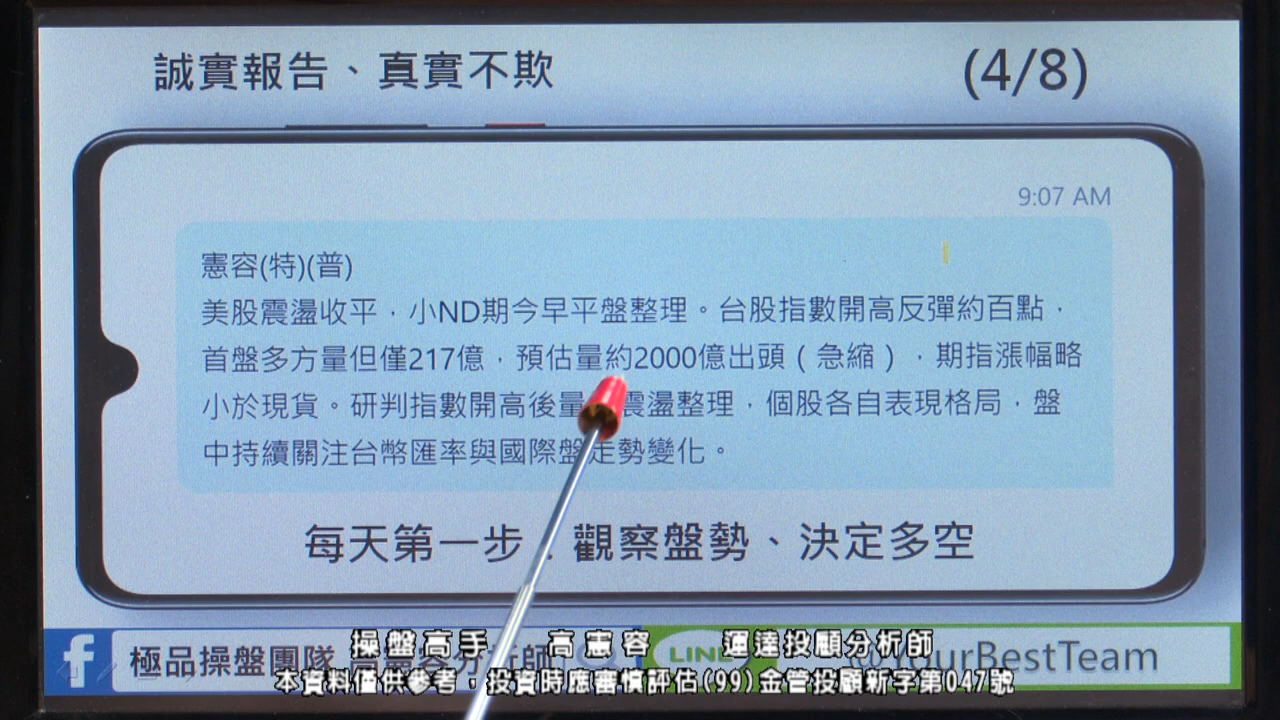 誠實報告、真實不欺
(4/8)
9:07 AM
憲容(特)(普)
美股震盪收平，小ND期今早平盤整理。台股指數開高反彈約百點，
首盤多方量但僅217億，預估量約2000億出頭（急縮），期指漲幅略
小於現貨。研判指數開高後量 震盪整理，個股各自表現格局，盤
中持續關注台幣匯率與國際盤走勢變化。
每天第一步：觀察盤勢、決定多空
f 極品操盤團隊 高憲容分析師
LINE @YourBestTeam
操盤高手 高憲容 運達投顧分析師
本資料僅供參考，投資時應審慎評估(99)金管投顧新字第047號